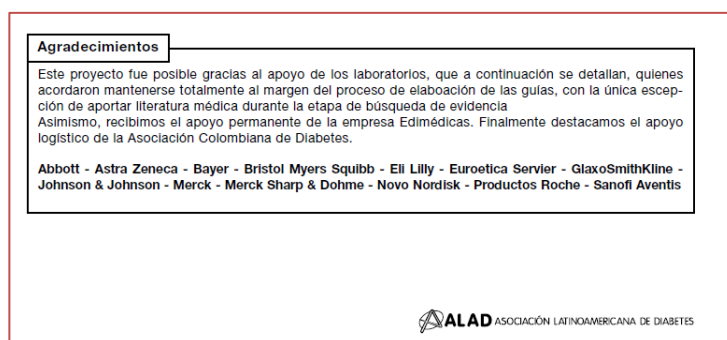 Agradecimientos
Este proyecto fue posible gracias al apoyo de los laboratorios, que a continuación se detallan, quienes
acordaron mantenerse totalmente al margen del proceso de elaboación de las guías, con la única escep-
ción de aportar literatura médica durante la etapa de búsqueda de evidencia
Asimismo, recibimos el apoyo permanente de la empresa Edimédicas. Finalmente destacamos el apoyo
logístico de la Asociación Colombiana de Diabetes.
Abbott - Astra Zeneca - Bayer - Bristol Myers Squibb - Eli Lilly - Euroetica Servier - GlaxoSmithKline -
Johnson & Johnson - Merck - Merck Sharp & Dohme - Novo Nordisk - Productos Roche - Sanofi Aventis
ALAD ASOCIACIÓN LATINOAMERICANA DE DIABETES